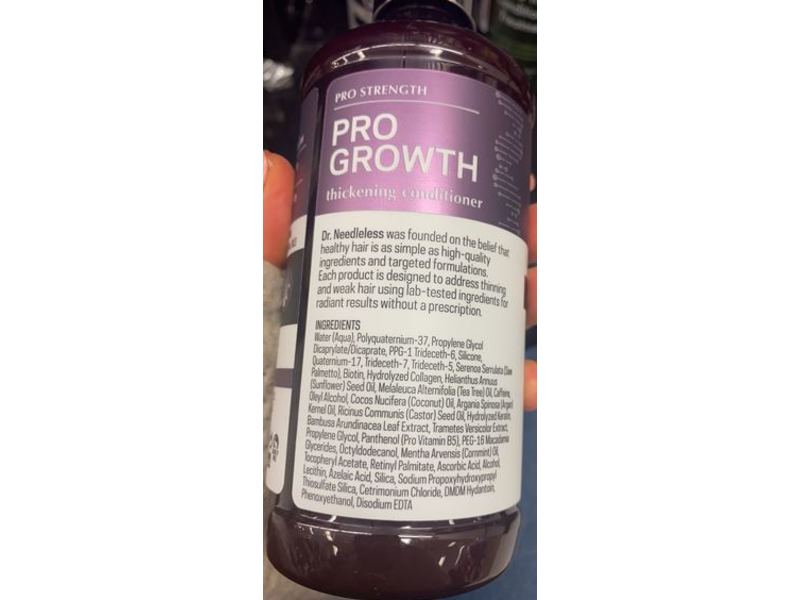 PRO STRENGTH
PRO
GROWTH
thickening conditioner
Dr. Needleless was founded on the belief that
healthy hair is as simple as high-quality
ingredients and targeted formulations.
Each product is designed to address thinning
and weak hair using lab-tested ingredients for
radiant results without a prescription.
INGREDIENTS
Water (Aqua), Polyquaternium-37, Propylene Glycol
Dicaprylate/Dicaprate, PPG-1 Trideceth-6, Silicone,
Quaternium-17, Trideceth-7, Trideceth-5, Serenoa Serrulata (Saw
Palmetto), Biotin, Hydrolyzed Collagen, Helianthus Annuus
(Sunflower) Seed Oil, Melaleuca Alternifolia (Tea Tree) Oil, Caffeine,
Oleyl Alcohol, Cocos Nucifera (Coconut) Oil, Argania Spinosa (Argan)
Kernel Oil, Ricinus Communis (Castor) Seed Oil, Hydrolyzed Keratin,
Bambusa Arundinacea Leaf Extract, Trametes Versicolor Extract,
Propylene Glycol, Panthenol (Pro Vitamin B5), PEG-16 Macadamia
Glycerides, Octyldodecanol, Mentha Arvensis (Cornmint) Oil,
Tocopheryl Acetate, Retinyl Palmitate, Ascorbic Acid, Alcohol,
Lecithin, Azelaic Acid, Silica, Sodium Propoxyhydroxypropyl
Thiosulfate Silica, Cetrimonium Chloride, DMDM Hydantoin,
Phenoxyethanol, Disodium EDTA